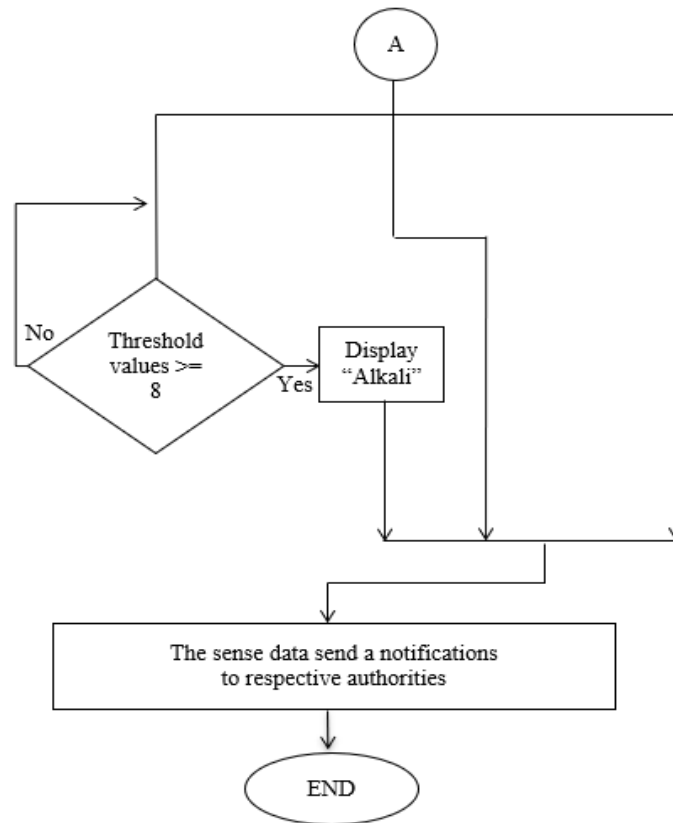 A
No
Threshold
values >=
8
Yes
Display
“Alkali”
The sense data send a notifications
to respective authorities
END